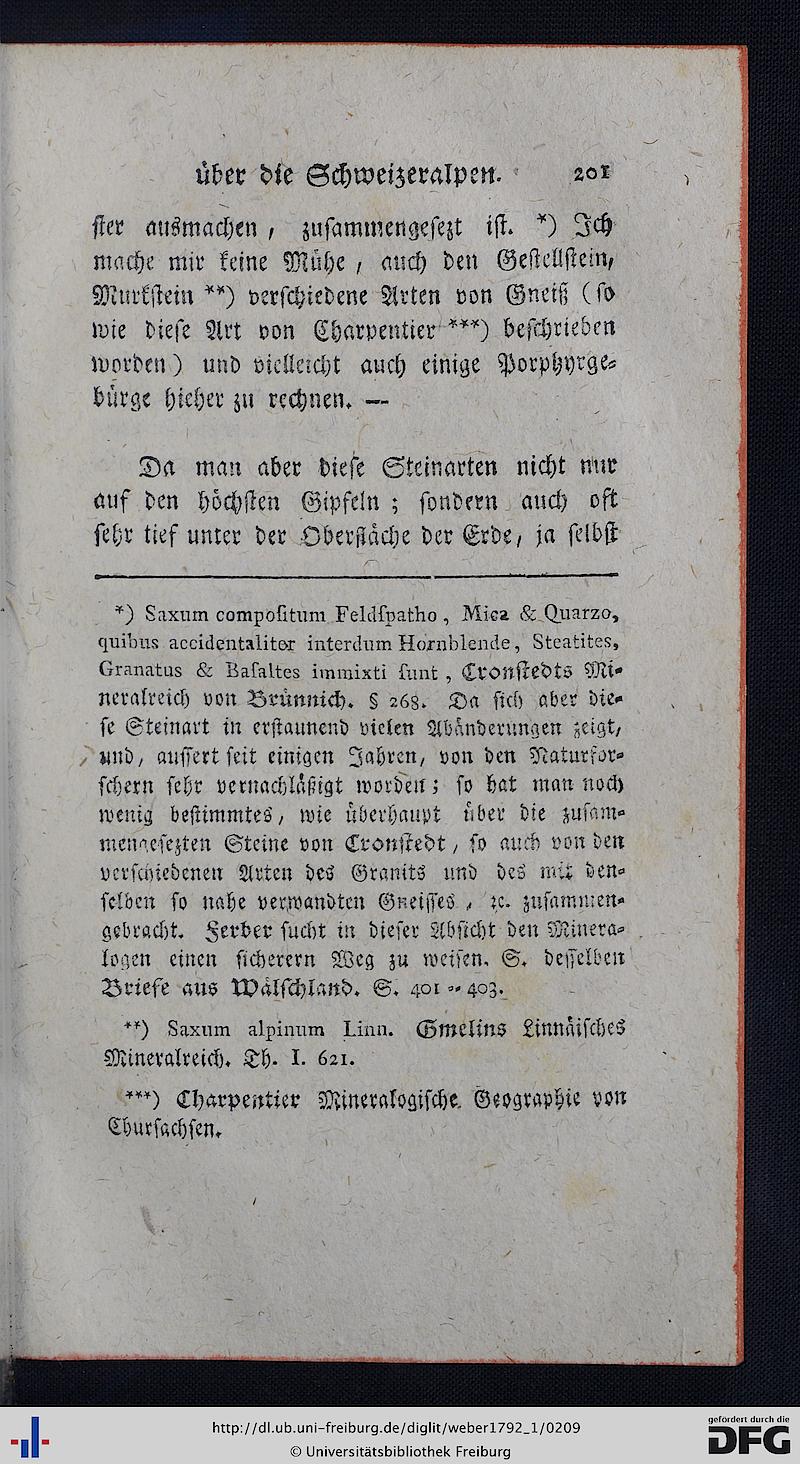 über die Schweizeralpen. 201
ster ausmachen, zusammengesezt ist. *) Ich
mache mir keine Mühe, auch den Gestellstein,
Murkstein **) verschiedene Arten von Gneiß (so
wie diese Art von Charpentier ***) beschrieben
worden) und vielleicht auch einige Porphyrge=
bürge hieher zu rechnen. —
Da man aber diese Steinarten nicht nur
auf den höchsten Gipfeln; sondern auch oft
sehr tief unter der Oberfläche der Erde, ja selbst
*) Saxum compositum Feldspatho, Mica & Quarzo,
quibus accidentaliter interdum Hornblende, Steatites,
Granatus & Basaltes immixti sunt, Cronstedts Mi=
neralreich von Brünnich. § 268. Da sich aber die=
se Steinart in erstaunend vielen Abänderungen zeigt,
und, aussert seit einigen Jahren, von den Naturfor=
schern sehr vernachläßigt worden; so hat man noch
wenig bestimmtes, wie überhaupt über die zusam=
mengesezten Steine von Cronstedt, so auch von den
verschiedenen Arten des Granits und des mit den=
selben so nahe verwandten Gneisses, ꝛc. zusammen=
gebracht. Ferber sucht in dieser Absicht den Minera=
logen einen sicherern Weg zu weisen. S. desselben
Briefe aus Wälschland. S. 401 = 403.
**) Saxum alpinum Linn. Gmelins Linnäisches
Mineralreich. Th. I. 621.
***) Charpentier Mineralogische Geographie von
Chursachsen.
http://dl.ub.uni-freiburg.de/diglit/weber1792_1/0209
© Universitätsbibliothek Freiburg
gefördert durch die
DFG